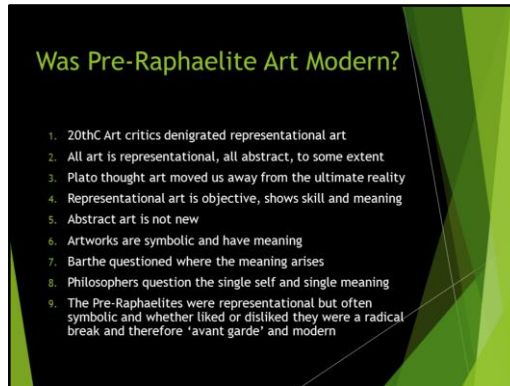 Was Pre-Raphaelite Art Modern?
1. 20thC Art critics denigrated representational art
2. All art is representational, all abstract, to some extent
3. Plato thought art moved us away from the ultimate reality
4. Representational art is objective, shows skill and meaning
5. Abstract art is not new
6. Artworks are symbolic and have meaning
7. Barthe questioned where the meaning arises
8. Philosophers question the single self and single meaning
9. The Pre-Raphaelites were representational but often
symbolic and whether liked or disliked they were a radical
break and therefore ‘avant garde’ and modern